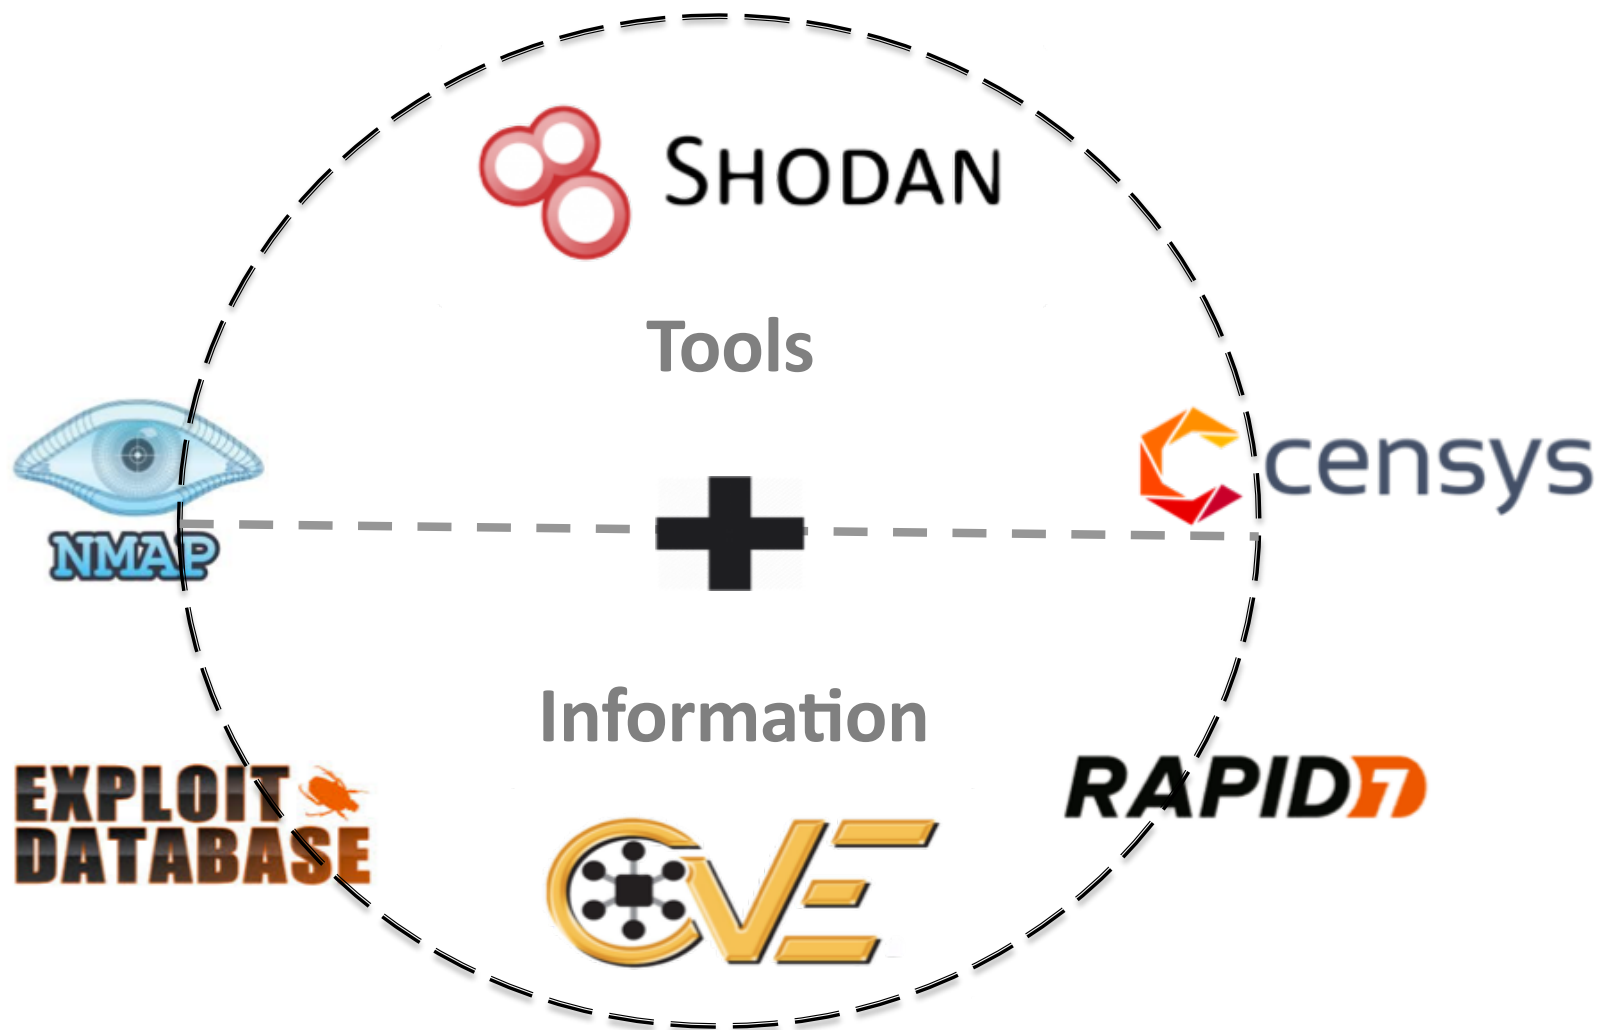 SHODAN
Tools
NMAP
censys
Information
EXPLOIT
DATABASE
CVE
RAPID7